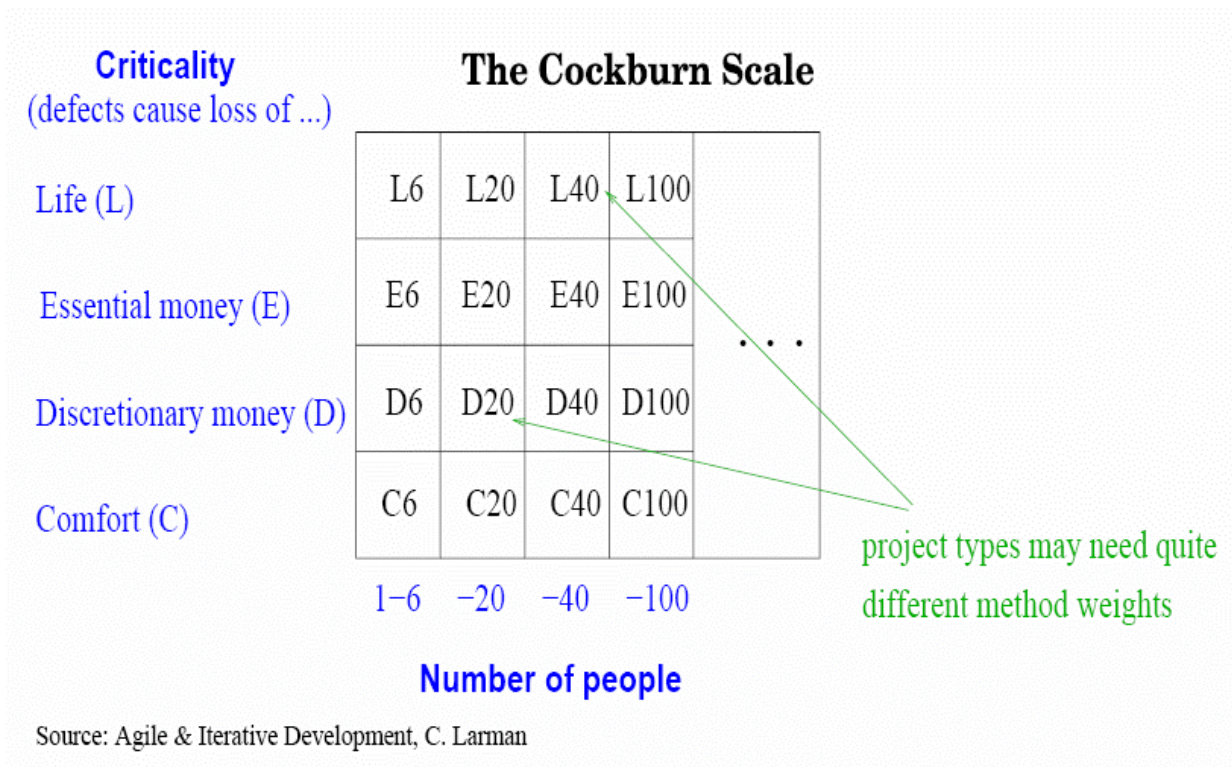 Criticality
(defects cause loss of ...)
The Cockburn Scale
Life (L)
L6 L20 L40 L100
Essential money (E)
E6 E20 E40 E100
. . .
Discretionary money (D)
D6 D20 D40 D100
Comfort (C)
C6 C20 C40 C100
project types may need quite
different method weights
1−6 −20 −40 −100
Number of people
Source: Agile & Iterative Development, C. Larman